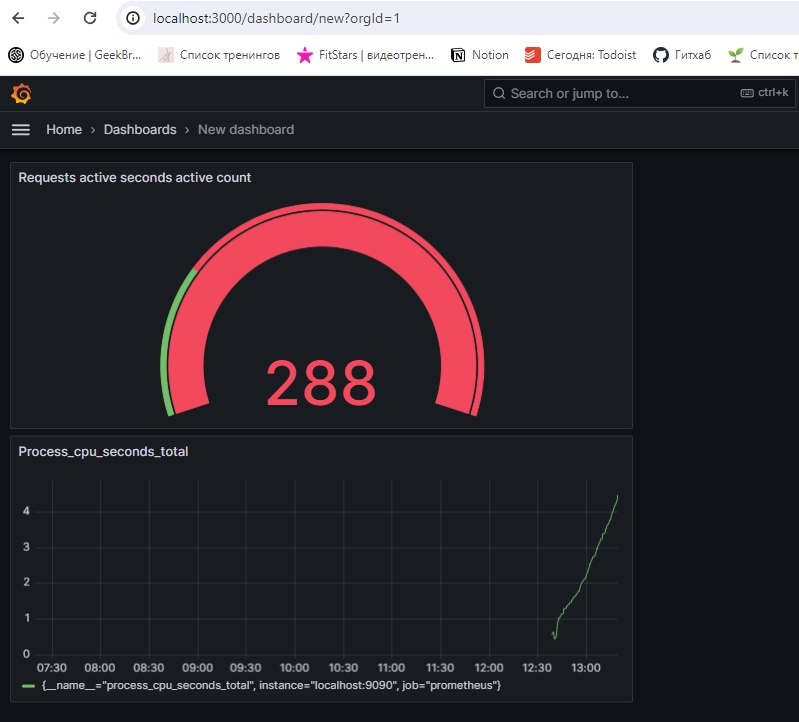 localhost:3000/dashboard/new?orgId=1
Обучение | GeekBr... Список тренингов FitStars | видеотрен... Notion Сегодня: Todoist Гитхаб Список т
Search or jump to... ctrl+k
Home › Dashboards › New dashboard
Requests active seconds active count
288
Process_cpu_seconds_total
4
3
2
1
0
07:30 08:00 08:30 09:00 09:30 10:00 10:30 11:00 11:30 12:00 12:30 13:00
{__name__="process_cpu_seconds_total", instance="localhost:9090", job="prometheus"}